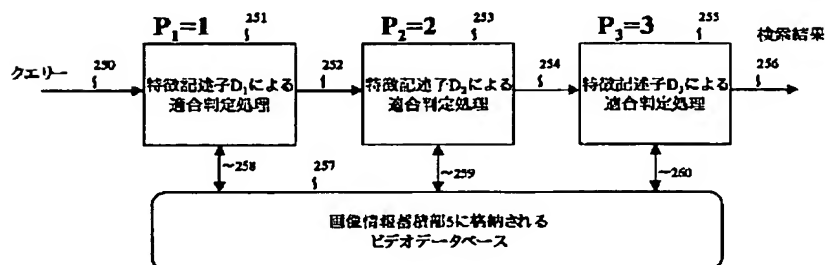 P₁=1
251
P₂=2
253
P₃=3
255
検索結果
クエリー
250
特徴記述子D₁による
適合判定処理
252
特徴記述子D₂による
適合判定処理
254
特徴記述子D₃による
適合判定処理
256
~258
257
~259
~260
画像情報蓄積部5に格納される
ビデオデータベース